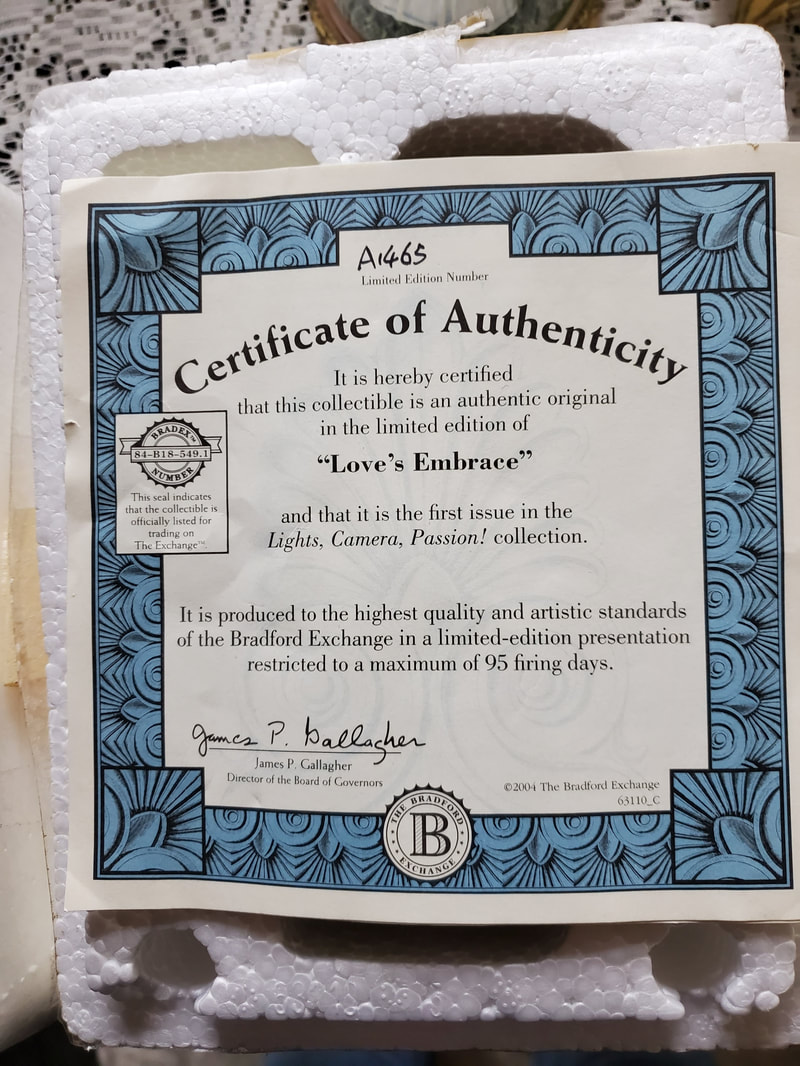 A1465
Limited Edition Number
Certificate of Authenticity
It is hereby certified
that this collectible is an authentic original
in the limited edition of
“Love’s Embrace”
and that it is the first issue in the
Lights, Camera, Passion! collection.
BRADEX™
84-B18-549.1
NUMBER
This seal indicates
that the collectible is
officially listed for
trading on
The Exchange™
It is produced to the highest quality and artistic standards
of the Bradford Exchange in a limited-edition presentation
restricted to a maximum of 95 firing days.
James P. Gallagher
James P. Gallagher
Director of the Board of Governors
©2004 The Bradford Exchange
63110_C
THE BRADFORD
B
EXCHANGE